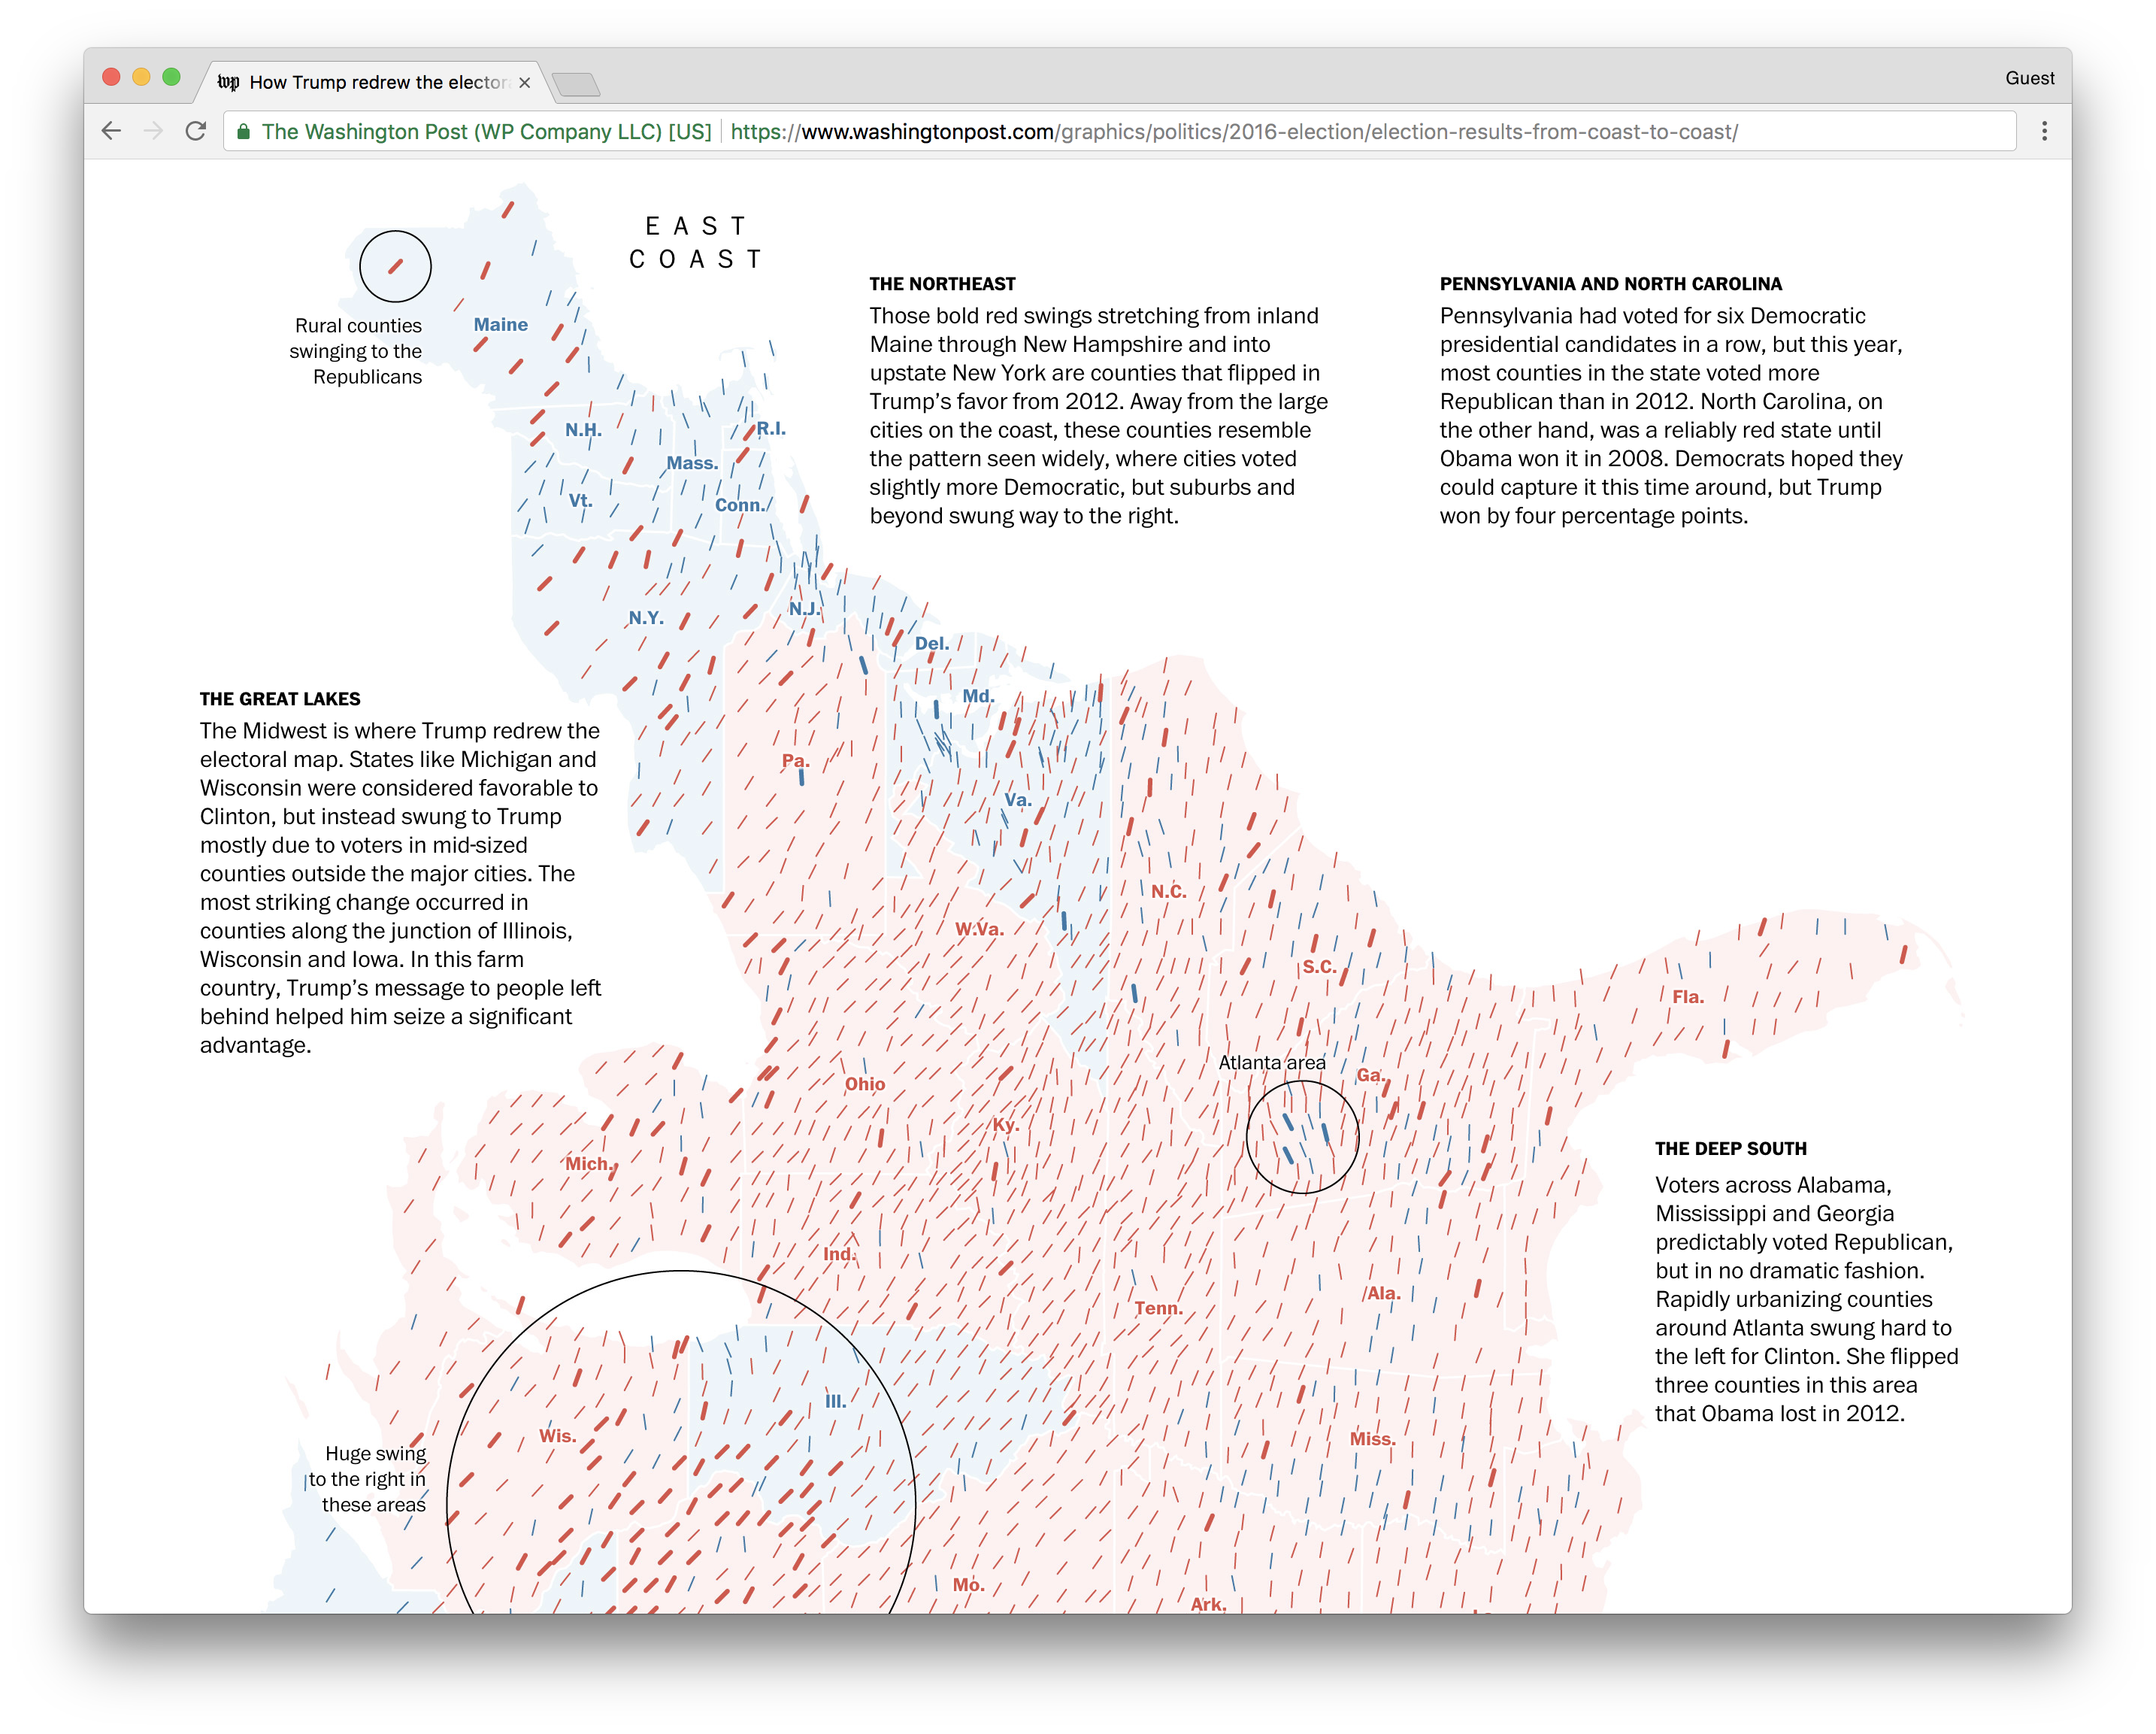 How Trump redrew the elector
Guest
The Washington Post (WP Company LLC) [US]
https://www.washingtonpost.com/graphics/politics/2016-election/election-results-from-coast-to-coast/
EAST
COAST
Rural counties
swinging to the
Republicans
THE NORTHEAST
Those bold red swings stretching from inland
Maine through New Hampshire and into
upstate New York are counties that flipped in
Trump's favor from 2012. Away from the large
cities on the coast, these counties resemble
the pattern seen widely, where cities voted
slightly more Democratic, but suburbs and
beyond swung way to the right.
PENNSYLVANIA AND NORTH CAROLINA
Pennsylvania had voted for six Democratic
presidential candidates in a row, but this year,
most counties in the state voted more
Republican than in 2012. North Carolina, on
the other hand, was a reliably red state until
Obama won it in 2008. Democrats hoped they
could capture it this time around, but Trump
won by four percentage points.
Maine
N.H.
R.I.
Mass.
Vt.
Conn.
N.J.
N.Y.
Del.
Md.
Pa.
Va.
N.C.
W.Va.
S.C.
Fla.
THE GREAT LAKES
The Midwest is where Trump redrew the
electoral map. States like Michigan and
Wisconsin were considered favorable to
Clinton, but instead swung to Trump
mostly due to voters in mid-sized
counties outside the major cities. The
most striking change occurred in
counties along the junction of Illinois,
Wisconsin and Iowa. In this farm
country, Trump's message to people left
behind helped him seize a significant
advantage.
Atlanta area
Ga.
Ohio
Ky.
Mich.
Ind.
Ala.
Tenn.
THE DEEP SOUTH
Voters across Alabama,
Mississippi and Georgia
predictably voted Republican,
but in no dramatic fashion.
Rapidly urbanizing counties
around Atlanta swung hard to
the left for Clinton. She flipped
three counties in this area
that Obama lost in 2012.
Ill.
Wis.
Miss.
Huge swing
to the right in
these areas
Mo.
Ark.